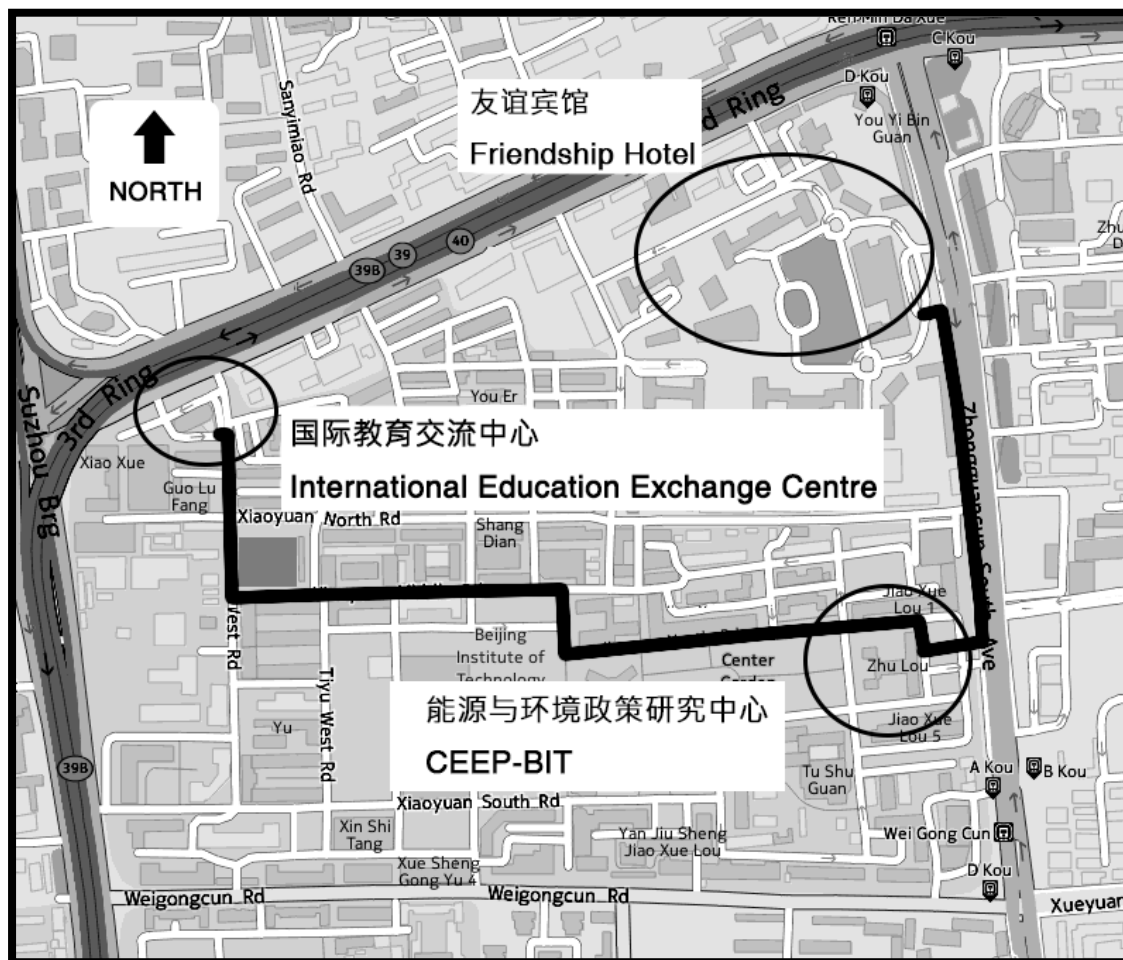 Ren Min Da Xue
C Kou
D Kou
You Yi Bin
Guan
友谊宾馆
Friendship Hotel
d Ring
NORTH
Sanyimiao Rd
40
39
39B
3rd Ring
Suzhou Brg
You Er
国际教育交流中心
International Education Exchange Centre
Xiao Xue
Guo Lu
Fang
Xiaoyuan North Rd
Shang
Dian
Zhongguancun South Ave
Jiao Xue
Lou 1
West Rd
Beijing
Institute of
Technology
Center
Zhu Lou
能源与环境政策研究中心
CEEP-BIT
Jiao Xue
Lou 5
Tiyu West Rd
Yu
39B
Tu Shu
Guan
A Kou
B Kou
Xiaoyuan South Rd
Xin Shi
Tang
Yan Jiu Sheng
Jiao Xue Lou
Wei Gong Cun
Xue Sheng
Gong Yu 4
D Kou
Weigongcun Rd
Weigongcun Rd
Xueyuan